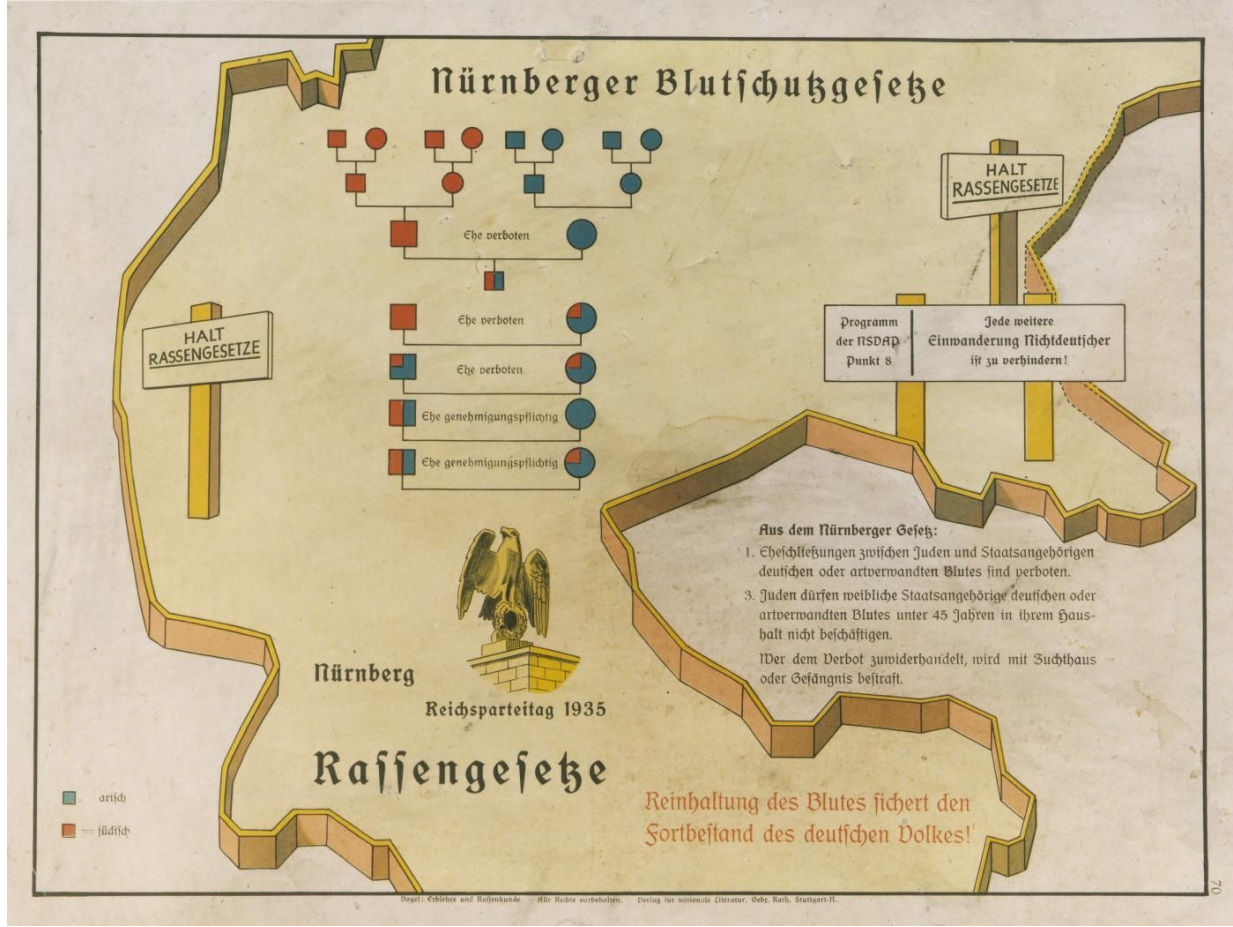 Nürnberger Blutschutzgesetze
HALT
RASSENGESETZE
Ehe verboten
Ehe verboten
Ehe verboten
Ehe genehmigungspflichtig
Ehe genehmigungspflichtig
HALT
RASSENGESETZE
Programm
der NSDAP
Punkt 8
Jede weitere
Einwanderung Nichtdeutscher
ist zu verhindern!
Aus dem Nürnberger Gesetz:
1. Eheschließungen zwischen Juden und Staatsangehörigen
deutschen oder artverwandten Blutes sind verboten.
3. Juden dürfen weibliche Staatsangehörige deutschen oder
artverwandten Blutes unter 45 Jahren in ihrem Haus-
halt nicht beschäftigen.
Wer dem Verbot zuwiderhandelt, wird mit Zuchthaus
oder Gefängnis bestraft.
Nürnberg
Reichsparteitag 1935
Rassengesetze
Reinhaltung des Blutes sichert den
Fortbestand des deutschen Volkes!
artisch
— jüdisch
Vogel: Erblehre und Rassenkunde. — Alle Rechte vorbehalten. — Verlag für nationale Literatur, Gebr. Rath, Stuttgart-N.
70